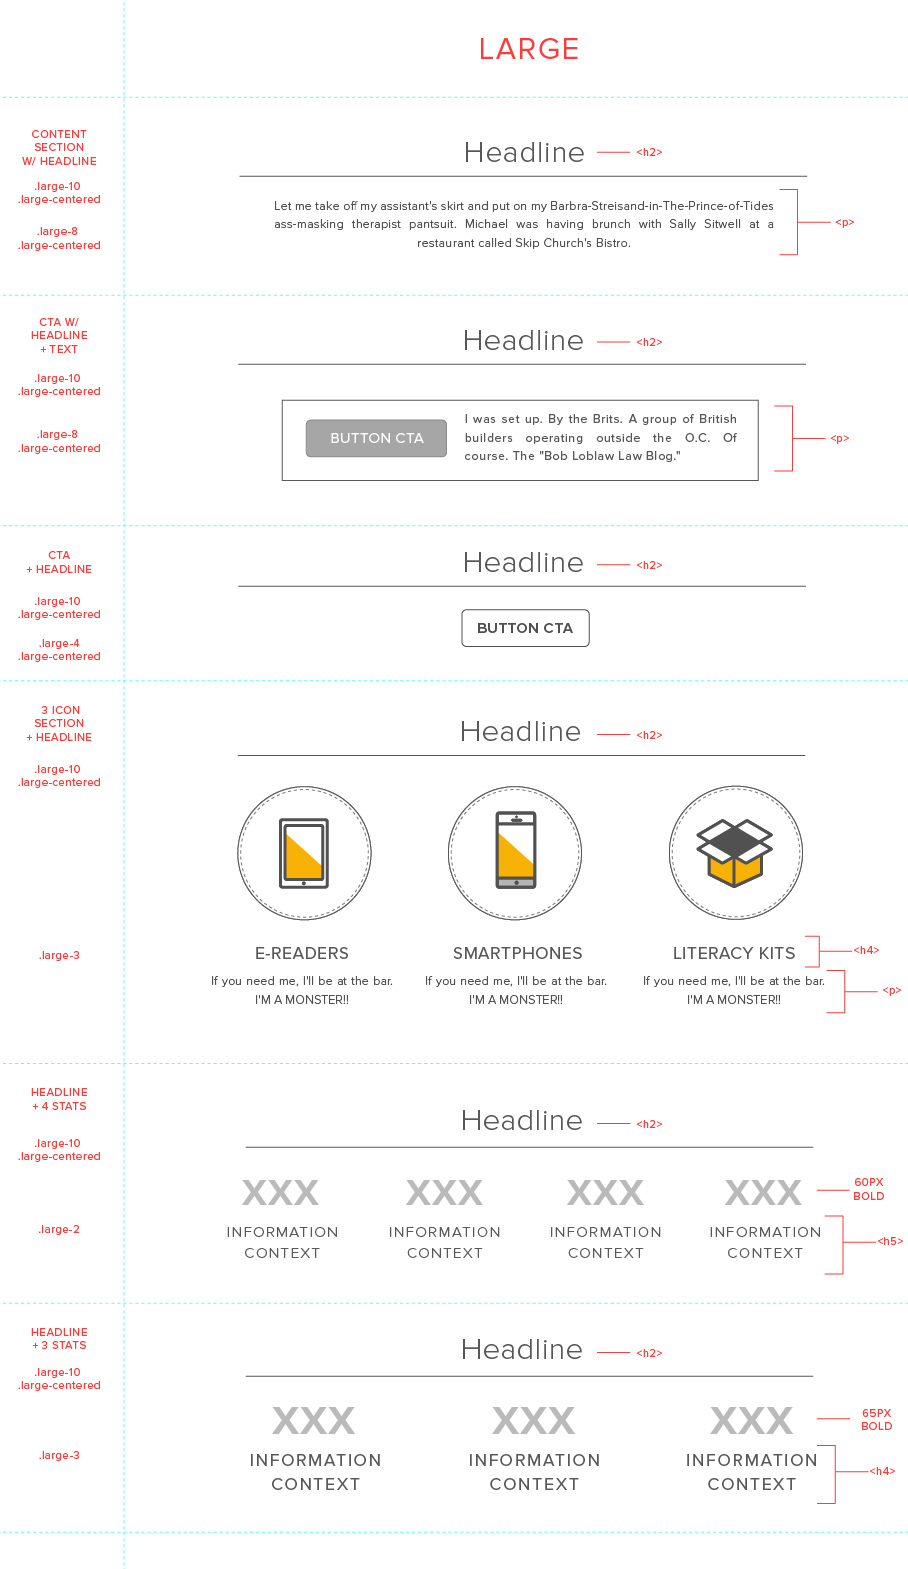 LARGE
CONTENT
SECTION
W/ HEADLINE
.large-10
.large-centered
.large-8
.large-centered
Headline
<h2>
Let me take off my assistant's skirt and put on my Barbra-Streisand-in-The-Prince-of-Tides
ass-masking therapist pantsuit. Michael was having brunch with Sally Sitwell at a
restaurant called Skip Church's Bistro.
<p>
CTA W/
HEADLINE
+ TEXT
.large-10
.large-centered
.large-8
.large-centered
Headline
<h2>
BUTTON CTA
I was set up. By the Brits. A group of British
builders operating outside the O.C. Of
course. The "Bob Loblaw Law Blog."
<p>
CTA
+ HEADLINE
.large-10
.large-centered
.large-4
.large-centered
Headline
<h2>
BUTTON CTA
3 ICON
SECTION
+ HEADLINE
.large-10
.large-centered
.large-3
Headline
<h2>
E-READERS
If you need me, I'll be at the bar.
I'M A MONSTER!!
SMARTPHONES
If you need me, I'll be at the bar.
I'M A MONSTER!!
LITERACY KITS
If you need me, I'll be at the bar.
I'M A MONSTER!!
<h4>
<p>
HEADLINE
+ 4 STATS
.large-10
.large-centered
.large-2
Headline
<h2>
XXX
INFORMATION
CONTEXT
XXX
INFORMATION
CONTEXT
XXX
INFORMATION
CONTEXT
XXX
INFORMATION
CONTEXT
60PX
BOLD
<h5>
HEADLINE
+ 3 STATS
.large-10
.large-centered
.large-3
Headline
<h2>
XXX
INFORMATION
CONTEXT
XXX
INFORMATION
CONTEXT
XXX
INFORMATION
CONTEXT
65PX
BOLD
<h4>